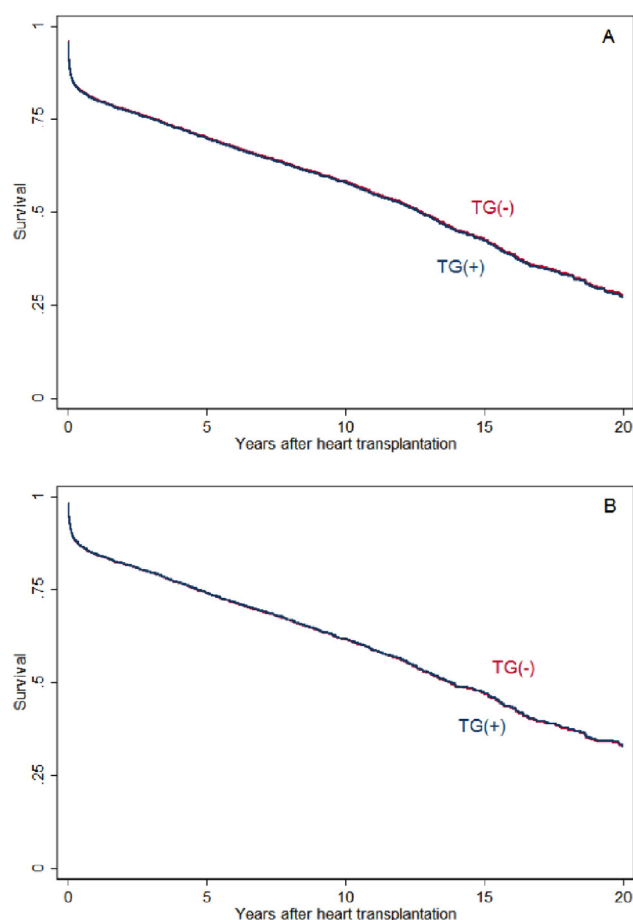 A
1
.75
.5
.25
0
Survival
TG(-)
TG(+)
0 5 10 15 20
Years after heart transplantation
B
1
.75
.5
.25
0
Survival
TG(-)
TG(+)
0 5 10 15 20
Years after heart transplantation